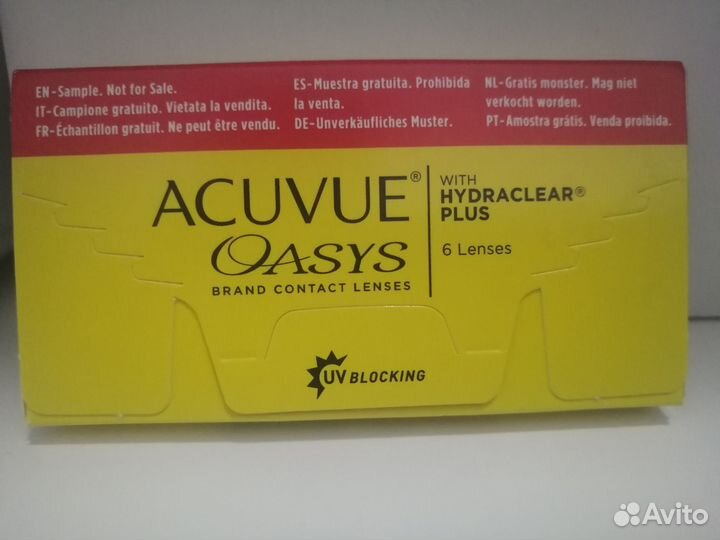 EN-Sample. Not for Sale.
IT-Campione gratuito. Vietata la vendita.
FR-Échantillon gratuit. Ne peut être vendu.
ES-Muestra gratuita. Prohibida
la venta.
DE-Unverkäufliches Muster.
NL-Gratis monster. Mag niet
verkocht worden.
PT-Amostra grátis. Venda proibida.
ACUVUE®
OASYS
BRAND CONTACT LENSES
WITH
HYDRACLEAR®
PLUS
6 Lenses
UV BLOCKING
Avito